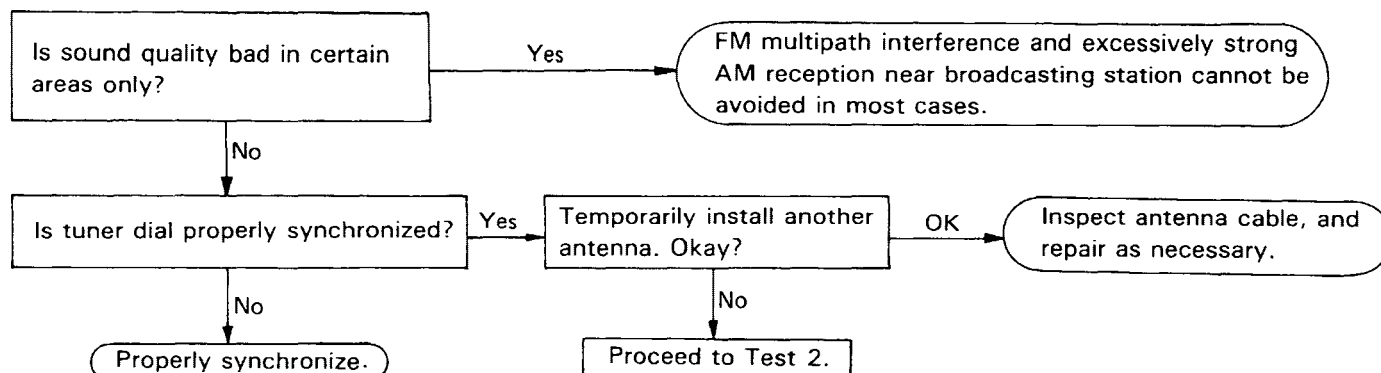 Is sound quality bad in certain
areas only?
Yes
FM multipath interference and excessively strong
AM reception near broadcasting station cannot be
avoided in most cases.
No
Is tuner dial properly synchronized?
Yes
Temporarily install another
antenna. Okay?
OK
Inspect antenna cable, and
repair as necessary.
No
No
Properly synchronize.
Proceed to Test 2.